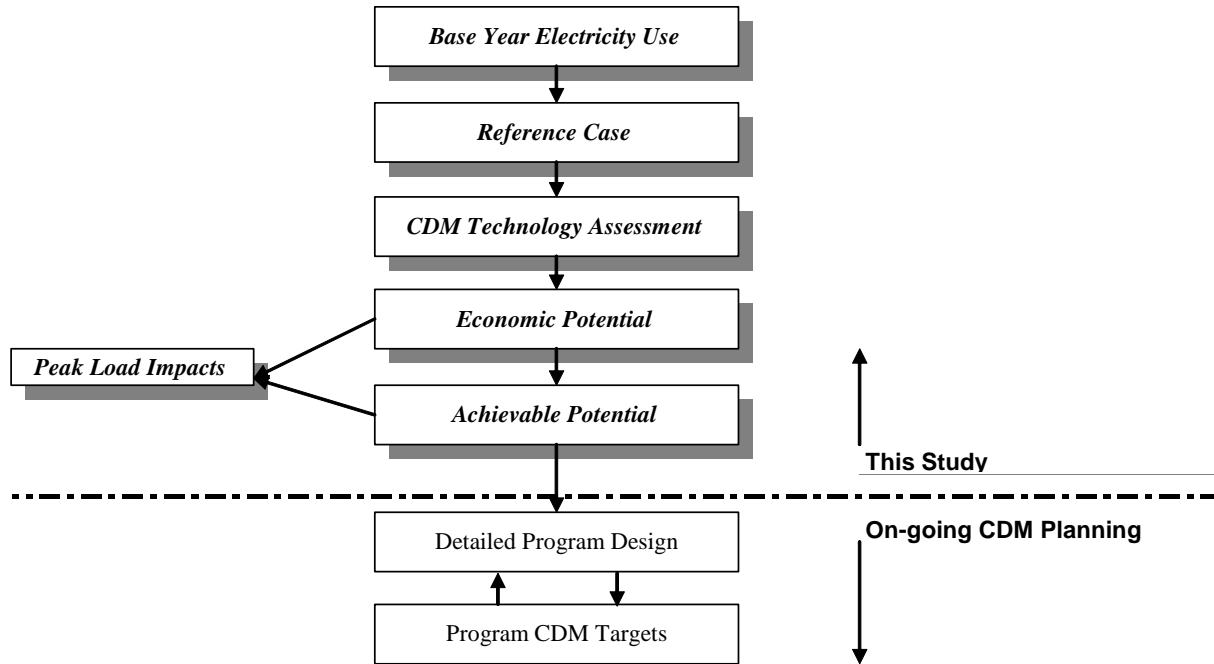 Base Year Electricity Use
Reference Case
CDM Technology Assessment
Economic Potential
Peak Load Impacts
Achievable Potential
This Study
On-going CDM Planning
Detailed Program Design
Program CDM Targets